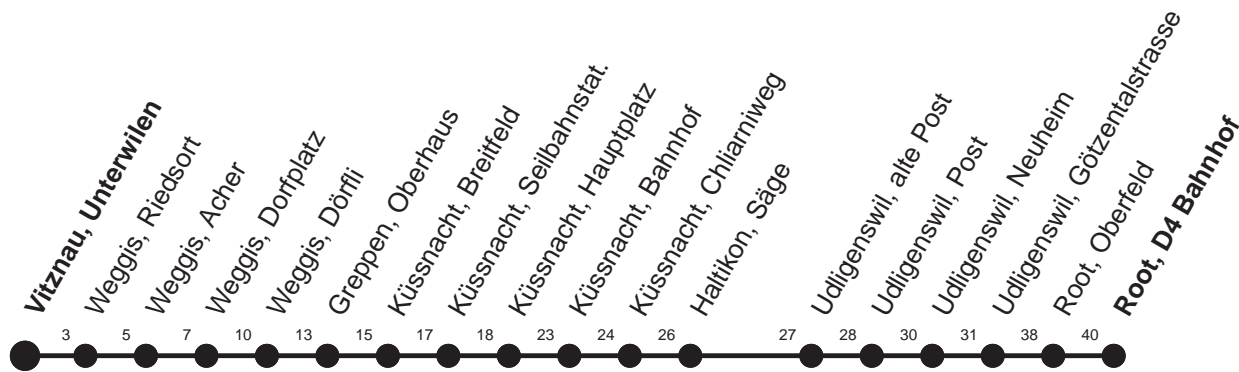 Vitznau, Unterwilen
Weggis, Riedsort
Weggis, Acher
Weggis, Dorfplatz
Weggis, Dörfli
Greppen, Oberhaus
Küssnacht, Breitfeld
Küssnacht, Seilbahnstat.
Küssnacht, Hauptplatz
Küssnacht, Bahnhof
Küssnacht, Chliarniweg
Haltikon, Säge
Udligenswil, alte Post
Udligenswil, Post
Udligenswil, Neuheim
Udligenswil, Götzentalstrasse
Root, Oberfeld
Root, D4 Bahnhof
3 5 7 10 13 15 17 18 23 24 26 27 28 30 31 38 40